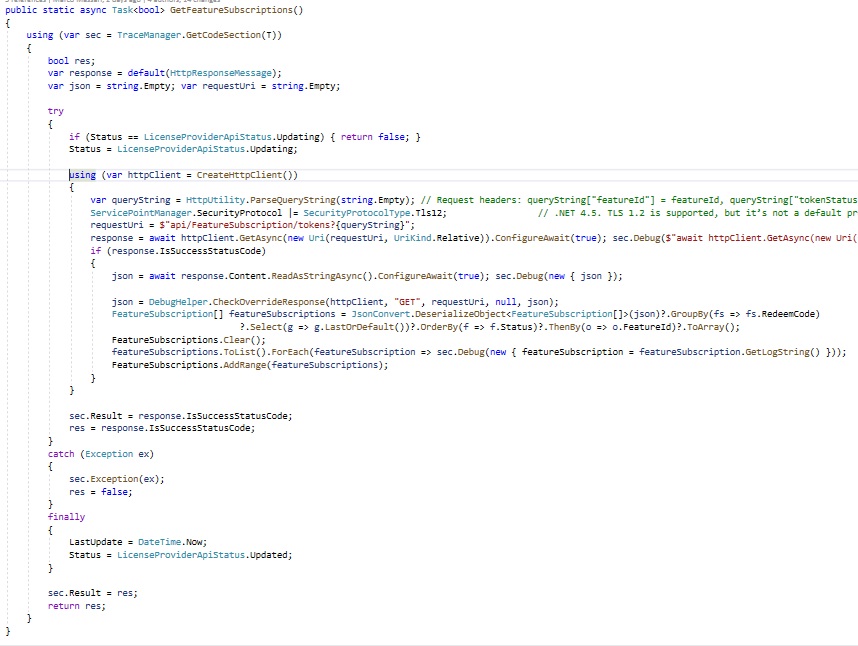 public static async Task<bool> GetFeatureSubscriptions()
{
using (var sec = TraceManager.GetCodeSection(T))
{
bool res;
var response = default(HttpResponseMessage);
var json = string.Empty; var requestUri = string.Empty;
try
{
if (Status == LicenseProviderApiStatus.Updating) { return false; }
Status = LicenseProviderApiStatus.Updating;
using (var httpClient = CreateHttpClient())
{
var queryString = HttpUtility.ParseQueryString(string.Empty); // Request headers: queryString["featureId"] = featureId, queryString["tokenStatus
ServicePointManager.SecurityProtocol |= SecurityProtocolType.Tls12; // .NET 4.5. TLS 1.2 is supported, but it's not a default pr
requestUri = $"api/FeatureSubscription/tokens?{queryString}";
response = await httpClient.GetAsync(new Uri(requestUri, UriKind.Relative)).ConfigureAwait(true); sec.Debug($"await httpClient.GetAsync(new Uri(
if (response.IsSuccessStatusCode)
{
json = await response.Content.ReadAsStringAsync().ConfigureAwait(true); sec.Debug(new { json });
json = DebugHelper.CheckOverrideResponse(httpClient, "GET", requestUri, null, json);
FeatureSubscription[] featureSubscriptions = JsonConvert.DeserializeObject<FeatureSubscription[]>(json)?.GroupBy(fs => fs.RedeemCode)
?.Select(g => g.LastOrDefault())?.OrderBy(f => f.Status)?.ThenBy(o => o.FeatureId)?.ToArray();
FeatureSubscriptions.Clear();
featureSubscriptions.ToList().ForEach(featureSubscription => sec.Debug(new { featureSubscription = featureSubscription.GetLogString() }));
FeatureSubscriptions.AddRange(featureSubscriptions);
}
}
sec.Result = response.IsSuccessStatusCode;
res = response.IsSuccessStatusCode;
}
catch (Exception ex)
{
sec.Exception(ex);
res = false;
}
finally
{
LastUpdate = DateTime.Now;
Status = LicenseProviderApiStatus.Updated;
}
sec.Result = res;
return res;
}
}